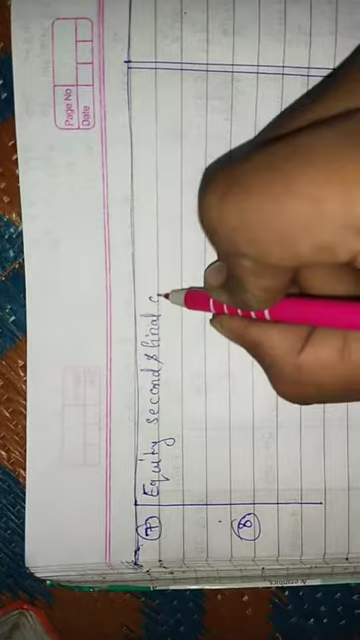 Page No
Date
(7) Equity second & final c
(8)